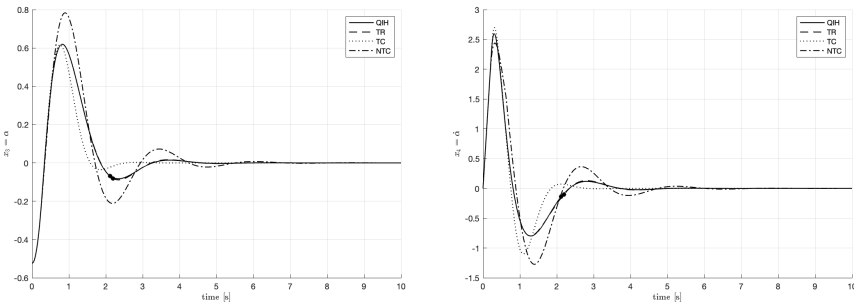 0.8
0.6
0.4
0.2
0
-0.2
-0.4
-0.6
0 1 2 3 4 5 6 7 8 9 10
time [s]
x₃ − α
QIH
TR
TC
NTC
3
2.5
2
1.5
1
0.5
0
-0.5
-1
-1.5
0 1 2 3 4 5 6 7 8 9 10
time [s]
x₄ − α̇
QIH
TR
TC
NTC